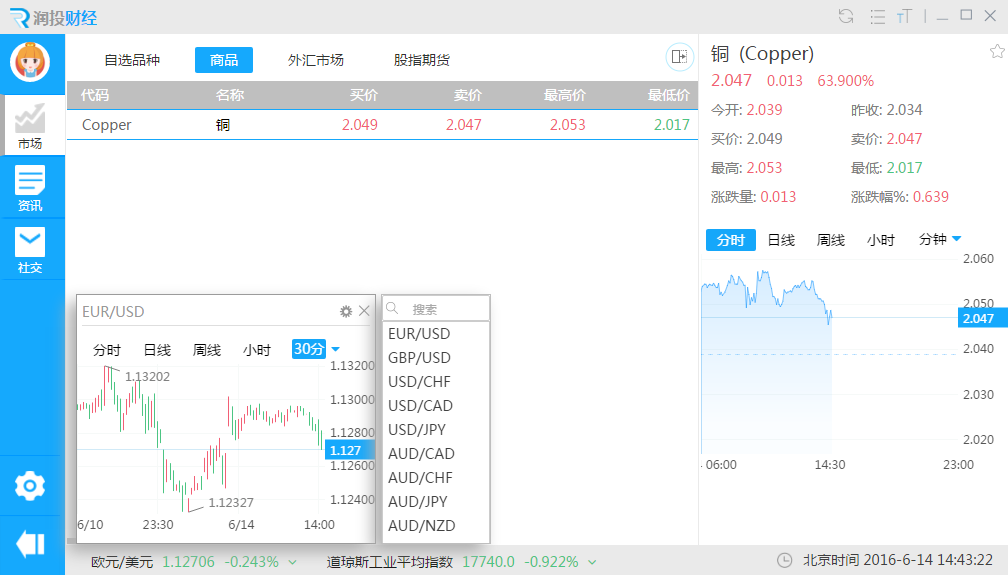 润投财经
市场
资讯
社交
自选品种 商品 外汇市场 股指期货
代码 名称 买价 卖价 最高价 最低价
Copper 铜 2.049 2.047 2.053 2.017
铜 (Copper)
2.047 0.013 63.900%
今开: 2.039 昨收: 2.034
买价: 2.049 卖价: 2.047
最高: 2.053 最低: 2.017
涨跌量: 0.013 涨跌幅%: 0.639
分时 日线 周线 小时 分钟
2.060
2.050
2.047
2.040
2.030
2.020
06:00 14:30 23:00
EUR/USD
分时 日线 周线 小时 30分
1.13200
1.13202
1.13000
1.12800
1.127
1.12600
1.12400
1.12327
6/10 23:30 6/14 14:00
搜索
EUR/USD
GBP/USD
USD/CHF
USD/CAD
USD/JPY
AUD/CAD
AUD/CHF
AUD/JPY
AUD/NZD
欧元/美元 1.12706 -0.243% 道琼斯工业平均指数 17740.0 -0.922% 北京时间 2016-6-14 14:43:22